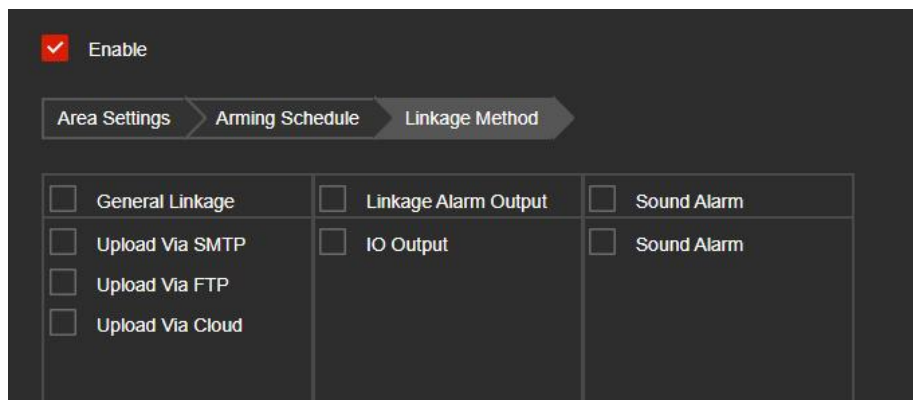 Enable
Area Settings Arming Schedule Linkage Method
General Linkage Linkage Alarm Output Sound Alarm
Upload Via SMTP IO Output Sound Alarm
Upload Via FTP
Upload Via Cloud